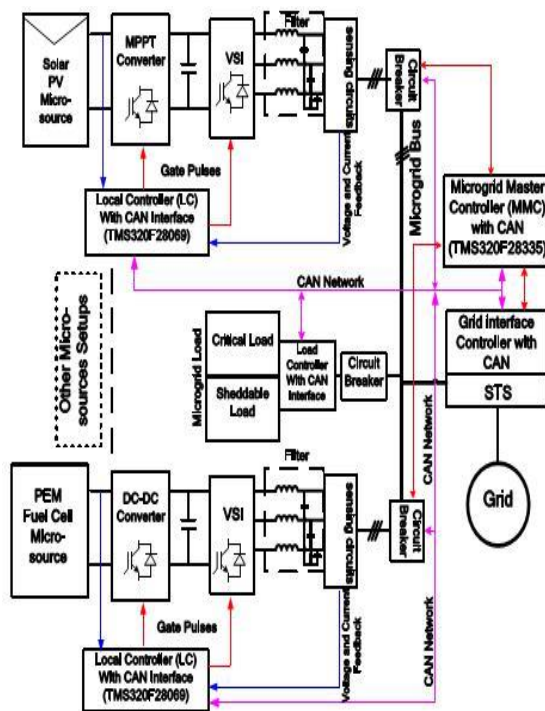 Solar
PV
Micro-
source
MPPT
Converter
VSI
Filter
sensing circuits
Circuit
Breaker
Gate Pulses
Local Controller (LC)
With CAN Interface
(TMS320F28069)
Voltage and Current
Feedback
Microgrid Bus
Microgrid Master
Controller (MMC)
with CAN
(TMS320F28335)
CAN Network
Other Micro-
sources Setups
Microgrid Load
Critical Load
Sheddable
Load
Load
Controller
With CAN
Interface
Circuit
Breaker
Grid interface
Controller with
CAN
STS
CAN Network
Grid
PEM
Fuel Cell
Micro-
source
DC-DC
Converter
VSI
Filter
sensing circuits
Circuit
Breaker
Gate Pulses
Local Controller (LC)
With CAN Interface
(TMS320F28069)
Voltage and Current
Feedback
CAN Network